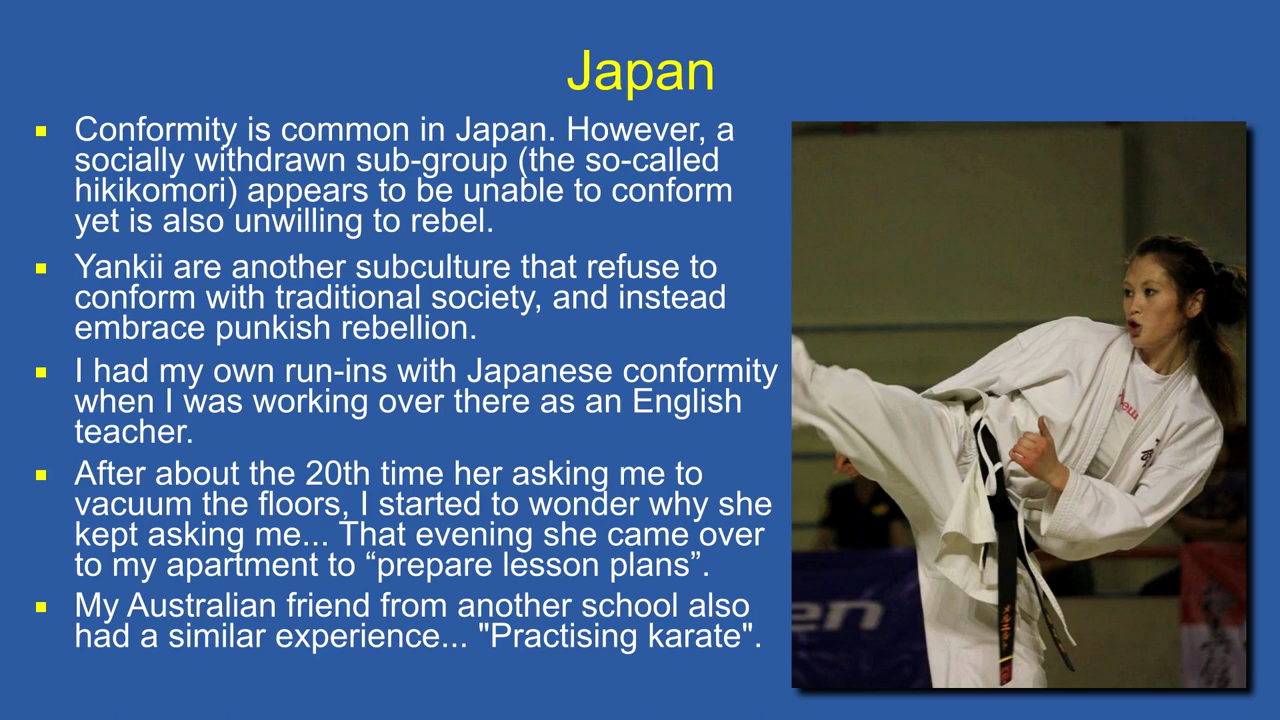 Japan
Conformity is common in Japan. However, a
socially withdrawn sub-group (the so-called
hikikomori) appears to be unable to conform
yet is also unwilling to rebel.
Yankii are another subculture that refuse to
conform with traditional society, and instead
embrace punkish rebellion.
I had my own run-ins with Japanese conformity
when I was working over there as an English
teacher.
After about the 20th time her asking me to
vacuum the floors, I started to wonder why she
kept asking me... That evening she came over
to my apartment to “prepare lesson plans”.
My Australian friend from another school also
had a similar experience... "Practising karate".
en